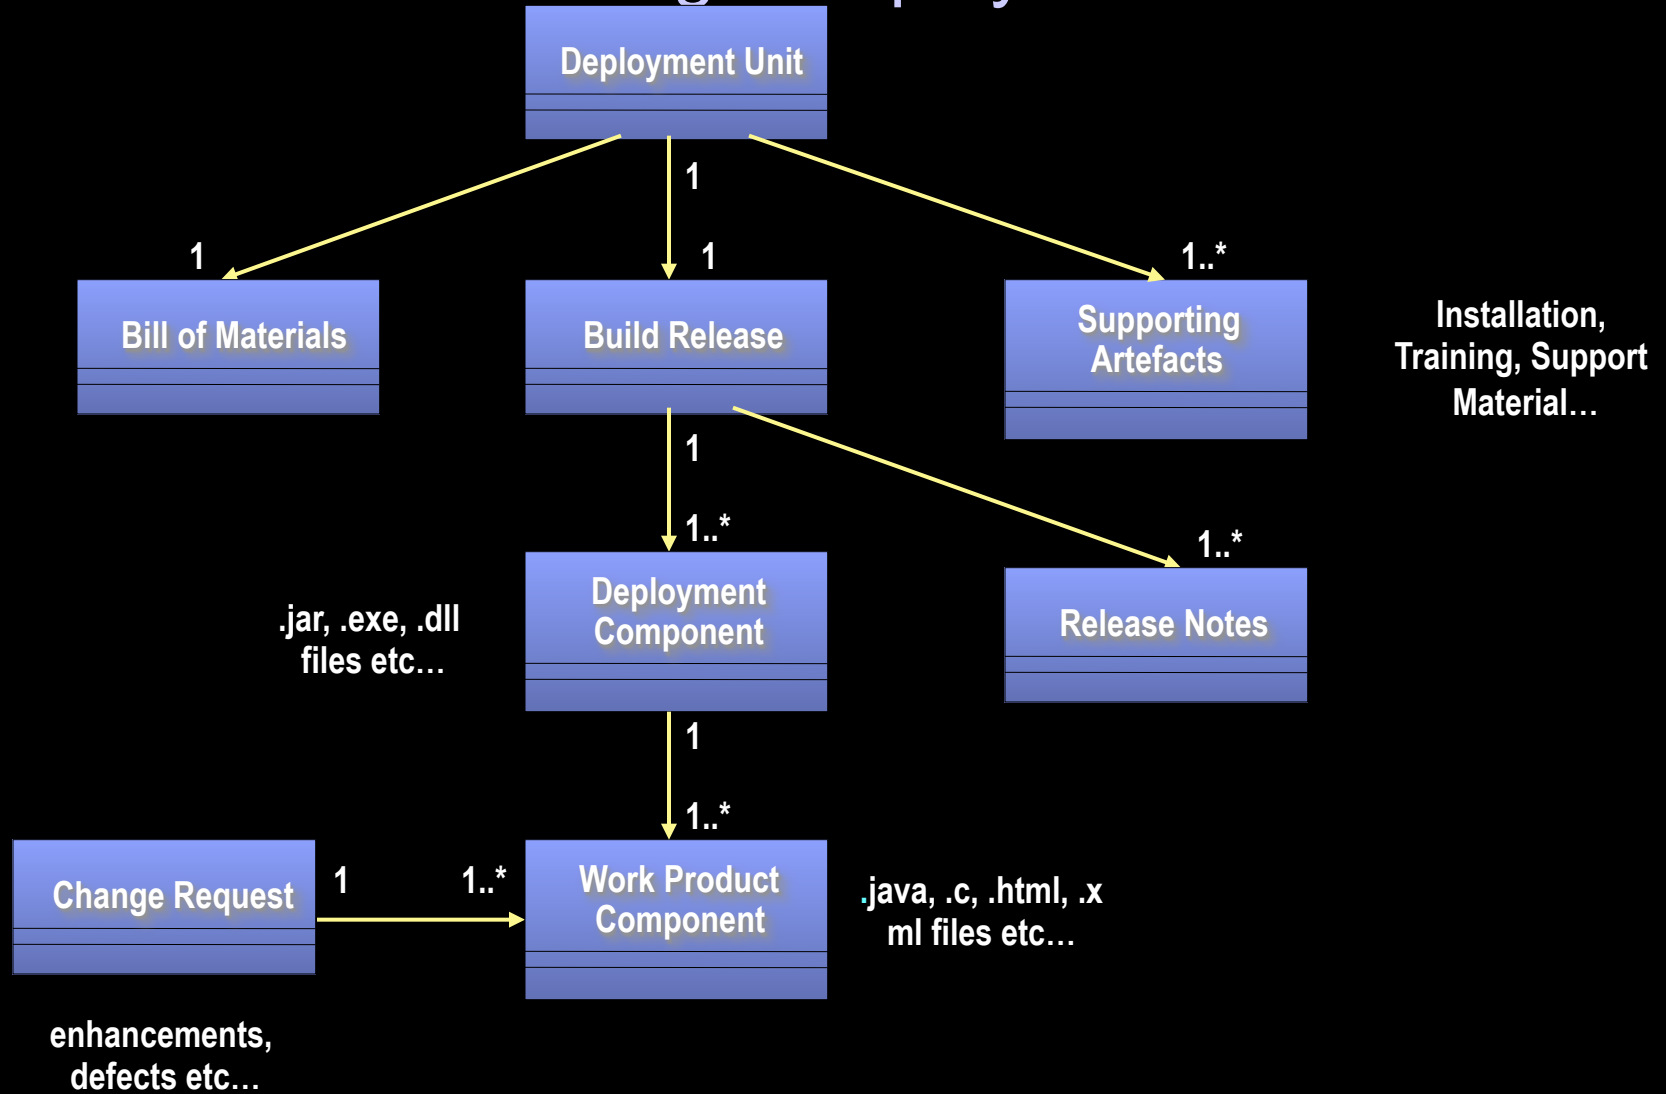 Deployment Unit
1
1
1
1..*
Bill of Materials
Build Release
Supporting
Artefacts
Installation,
Training, Support
Material…
1
1..*
1..*
.jar, .exe, .dll
files etc…
Deployment
Component
Release Notes
1
1..*
Change Request
1
1..*
Work Product
Component
.java, .c, .html, .x
ml files etc…
enhancements,
defects etc…